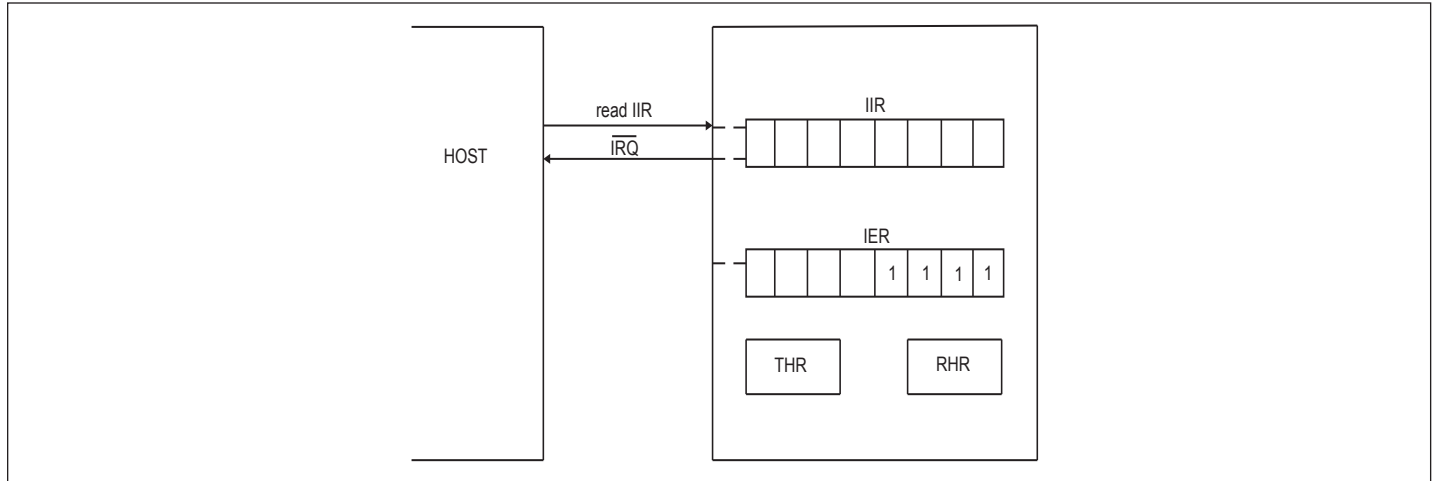 read IIR
IRQ
HOST
IIR
IER
1 1 1 1
THR RHR